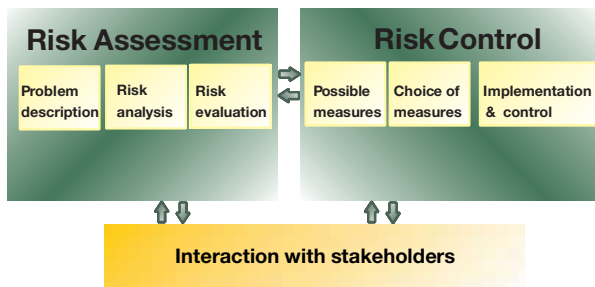 Risk Assessment
Problem
description
Risk
analysis
Risk
evaluation
Risk Control
Possible
measures
Choice of
measures
Implementation
& control
Interaction with stakeholders